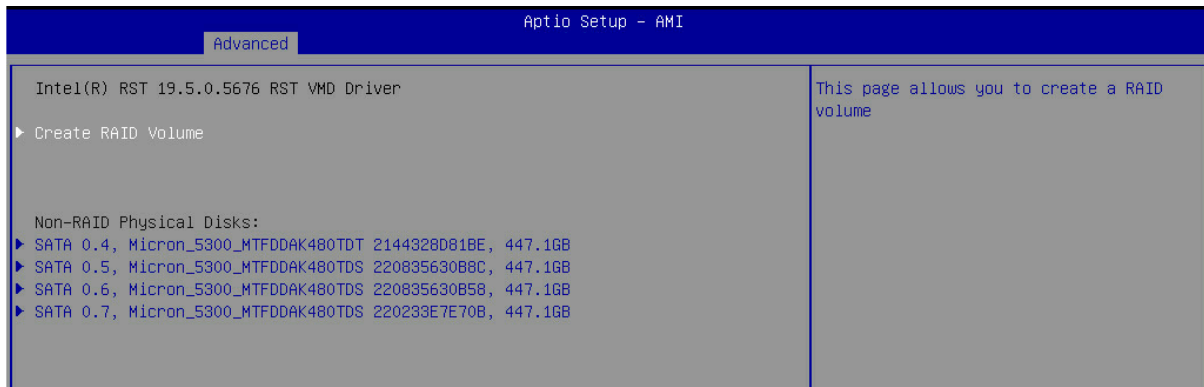 Aptio Setup - AMI
Advanced
Intel(R) RST 19.5.0.5676 RST VMD Driver
Create RAID Volume
Non-RAID Physical Disks:
SATA 0.4, Micron_5300_MTFDDAK480TDT 2144328D81BE, 447.1GB
SATA 0.5, Micron_5300_MTFDDAK480TDS 220835630B8C, 447.1GB
SATA 0.6, Micron_5300_MTFDDAK480TDS 220835630B58, 447.1GB
SATA 0.7, Micron_5300_MTFDDAK480TDS 220233E7E70B, 447.1GB
This page allows you to create a RAID
volume